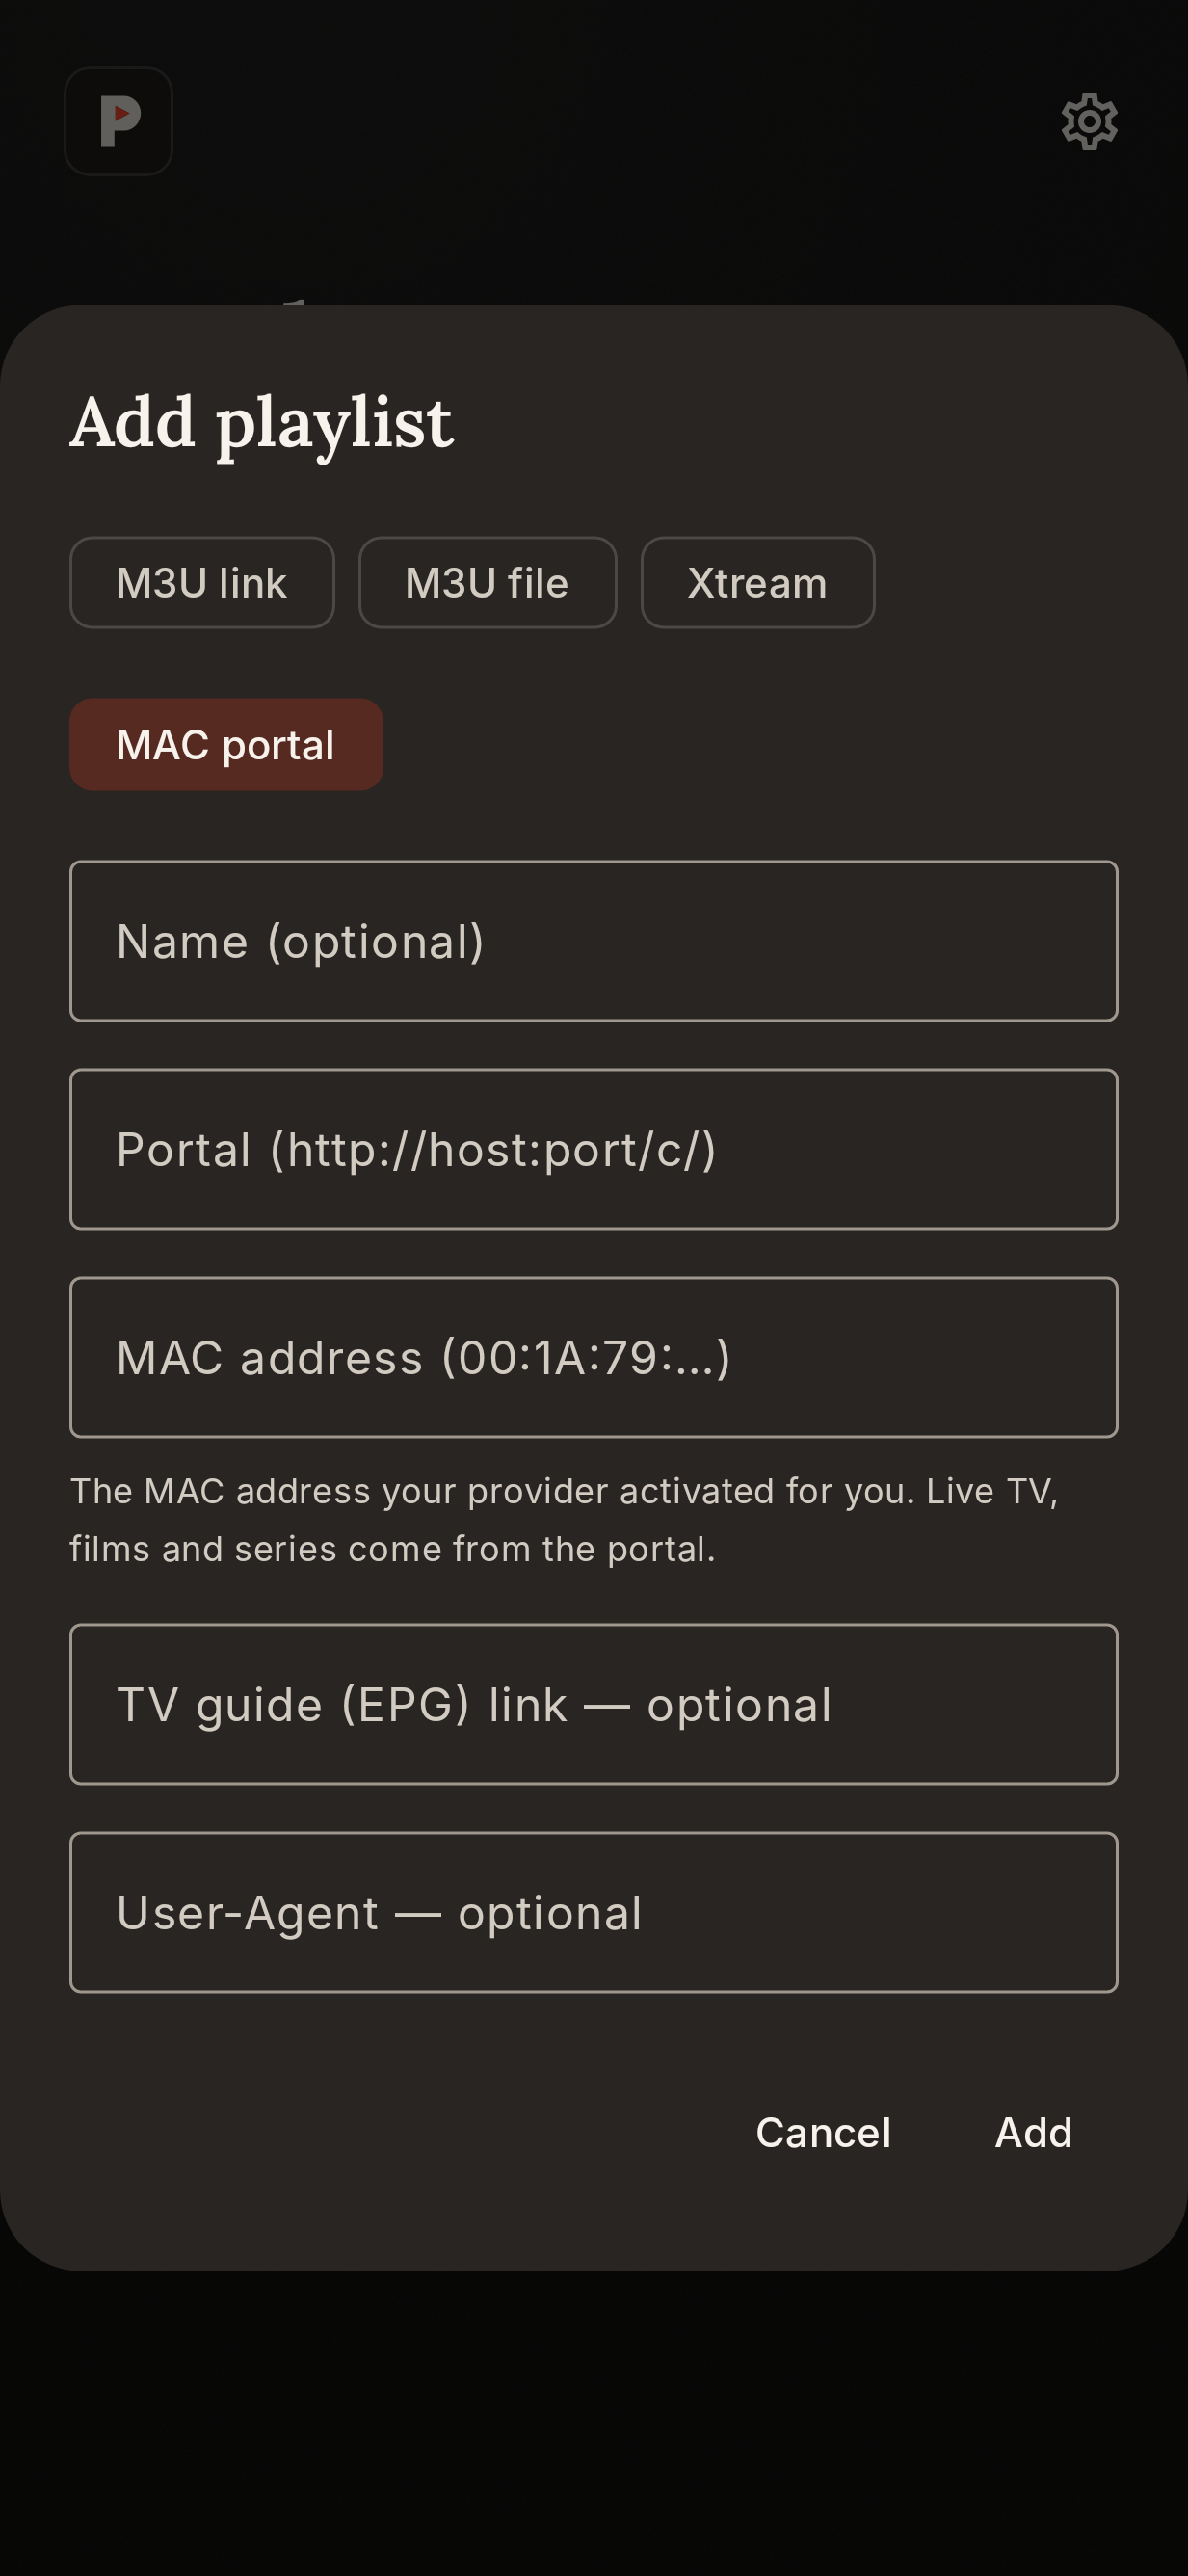 P
Add playlist
M3U link
M3U file
Xtream
MAC portal
Name (optional)
Portal (http://host:port/c/)
MAC address (00:1A:79:...)
The MAC address your provider activated for you. Live TV,
films and series come from the portal.
TV guide (EPG) link — optional
User-Agent — optional
Cancel
Add